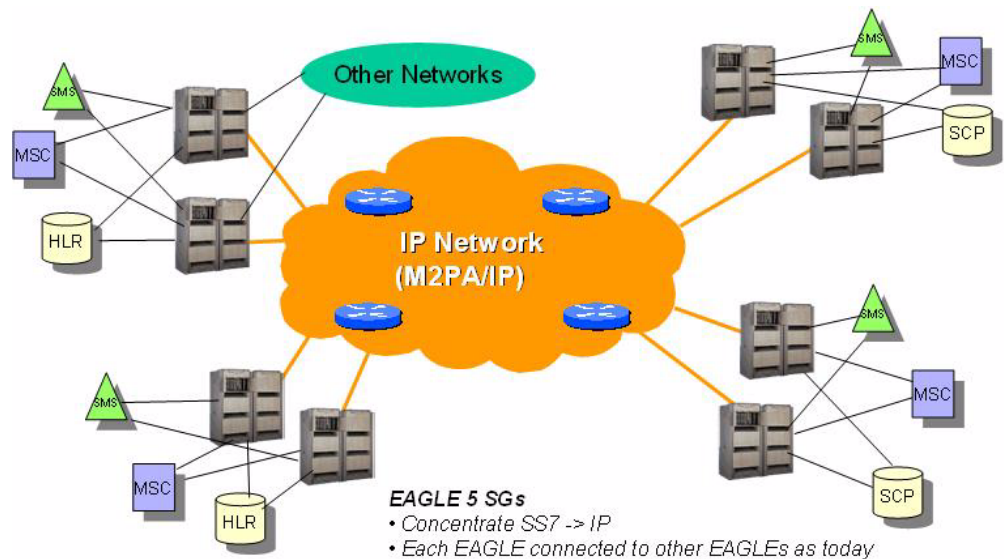 Other Networks
SMS
MSC
HLR
SMS
MSC
SCP
IP Network
(M2PA/IP)
SMS
MSC
HLR
SMS
MSC
SCP
EAGLE 5 SGs
• Concentrate SS7 -> IP
• Each EAGLE connected to other EAGLEs as today